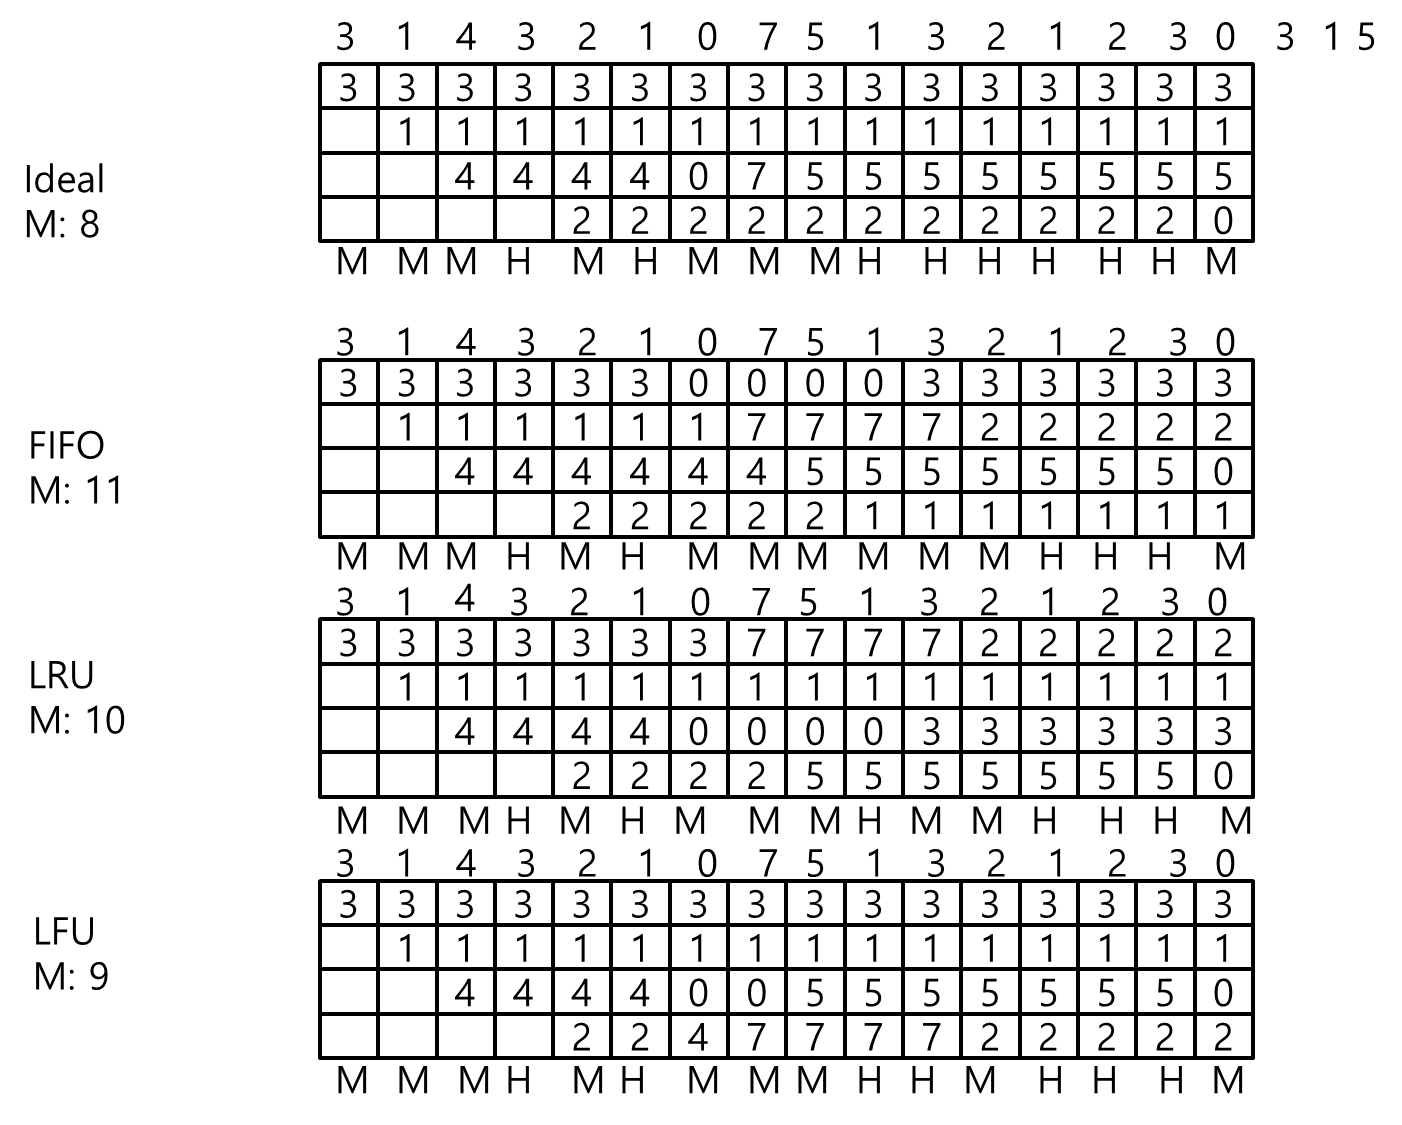 3 1 4 3 2 1 0 7 5 1 3 2 1 2 3 0 3 1 5
3 3 3 3 3 3 3 3 3 3 3 3 3 3 3 3
1 1 1 1 1 1 1 1 1 1 1 1 1 1 1
Ideal
4 4 4 4 0 7 5 5 5 5 5 5 5 5
M: 8
2 2 2 2 2 2 2 2 2 2 2 0
M M M H M H M M M H H H H H H M
3 1 4 3 2 1 0 7 5 1 3 2 1 2 3 0
3 3 3 3 3 3 0 0 0 0 3 3 3 3 3 3
1 1 1 1 1 1 7 7 7 7 2 2 2 2 2
FIFO
4 4 4 4 4 4 5 5 5 5 5 5 5 0
M: 11
2 2 2 2 2 1 1 1 1 1 1 1
M M M H M H M M M M M M H H H M
3 1 4 3 2 1 0 7 5 1 3 2 1 2 3 0
3 3 3 3 3 3 3 7 7 7 7 2 2 2 2 2
LRU
1 1 1 1 1 1 1 1 1 1 1 1 1 1 1
M: 10
4 4 4 4 0 0 0 0 3 3 3 3 3 3
2 2 2 2 5 5 5 5 5 5 5 0
M M M H M H M M M H M M H H H M
3 1 4 3 2 1 0 7 5 1 3 2 1 2 3 0
3 3 3 3 3 3 3 3 3 3 3 3 3 3 3 3
LFU
1 1 1 1 1 1 1 1 1 1 1 1 1 1 1
M: 9
4 4 4 4 0 0 5 5 5 5 5 5 5 0
2 2 4 7 7 7 7 2 2 2 2 2
M M M H M H M M M H H M H H H M